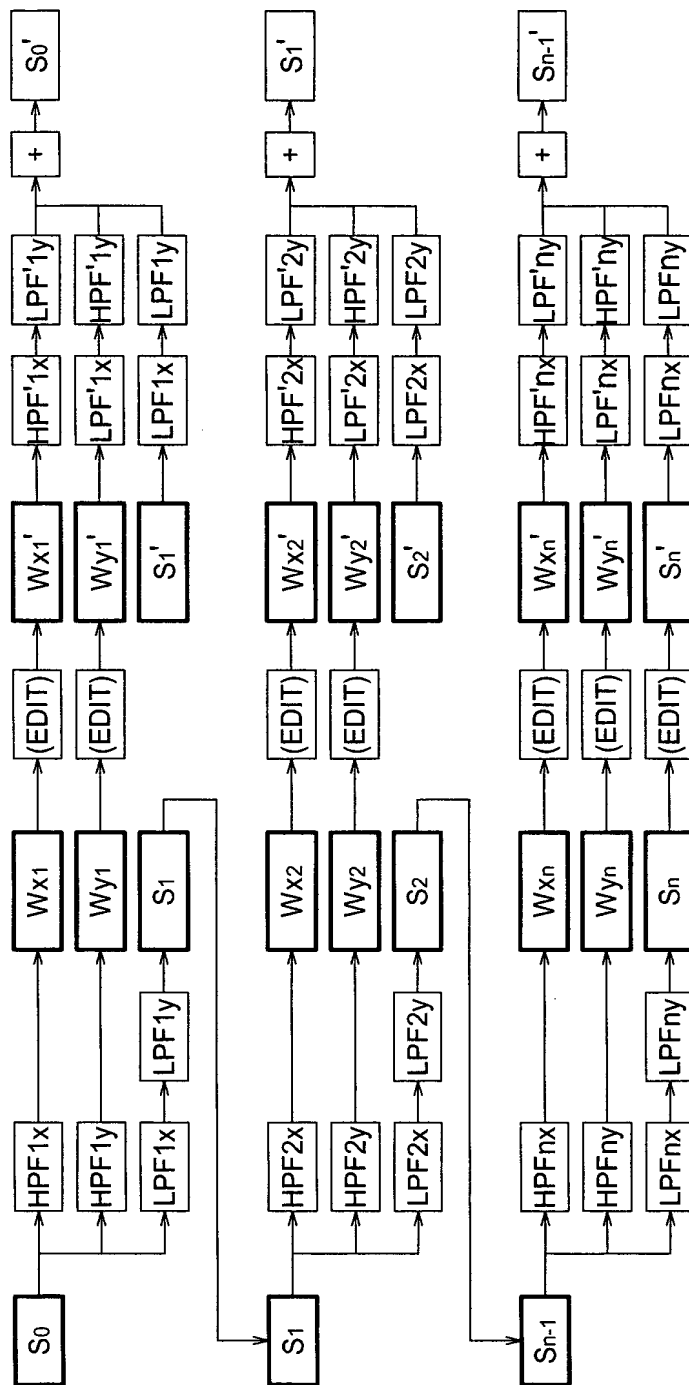 S0 HPF1x Wx1 (EDIT) Wx1' HPF'1x LPF'1y + S0'
HPF1y Wy1 (EDIT) Wy1' LPF'1x HPF'1y
LPF1x LPF1y S1 S1' LPF1x LPF1y
S1 HPF2x Wx2 (EDIT) Wx2' HPF'2x LPF'2y + S1'
HPF2y Wy2 (EDIT) Wy2' LPF'2x HPF'2y
LPF2x LPF2y S2 S2' LPF2x LPF2y
Sn-1 HPFnx Wxn (EDIT) Wxn' HPF'nx LPF'ny + Sn-1'
HPFny Wyn (EDIT) Wyn' LPF'nx HPF'ny
LPFnx LPFny Sn (EDIT) Sn' LPFnx LPFny